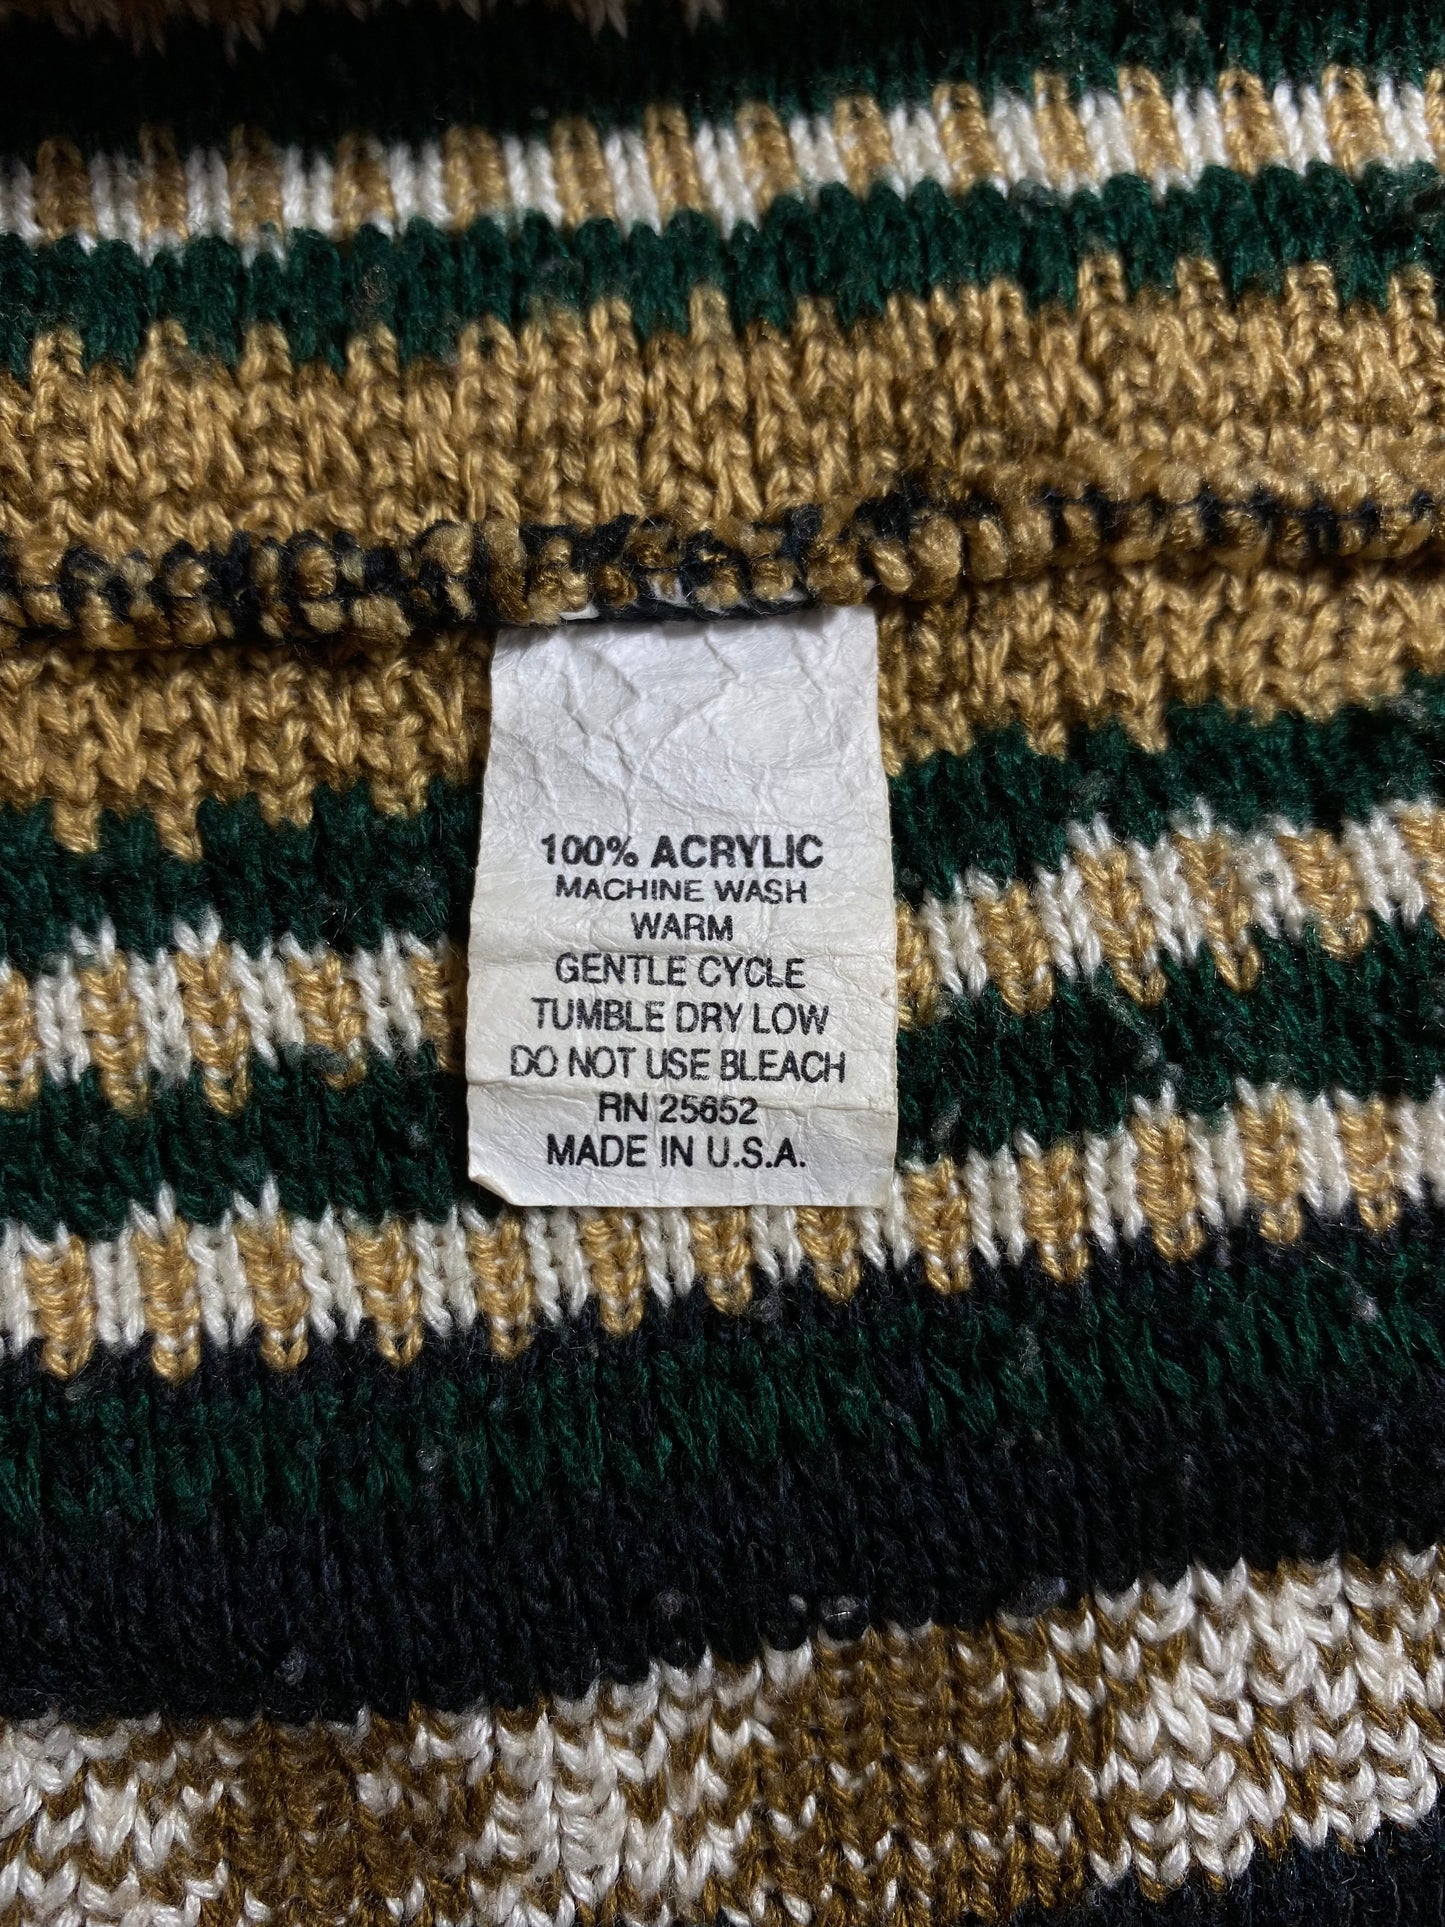 100% ACRYLIC
MACHINE WASH
WARM
GENTLE CYCLE
TUMBLE DRY LOW
DO NOT USE BLEACH
RN 25652
MADE IN U.S.A.